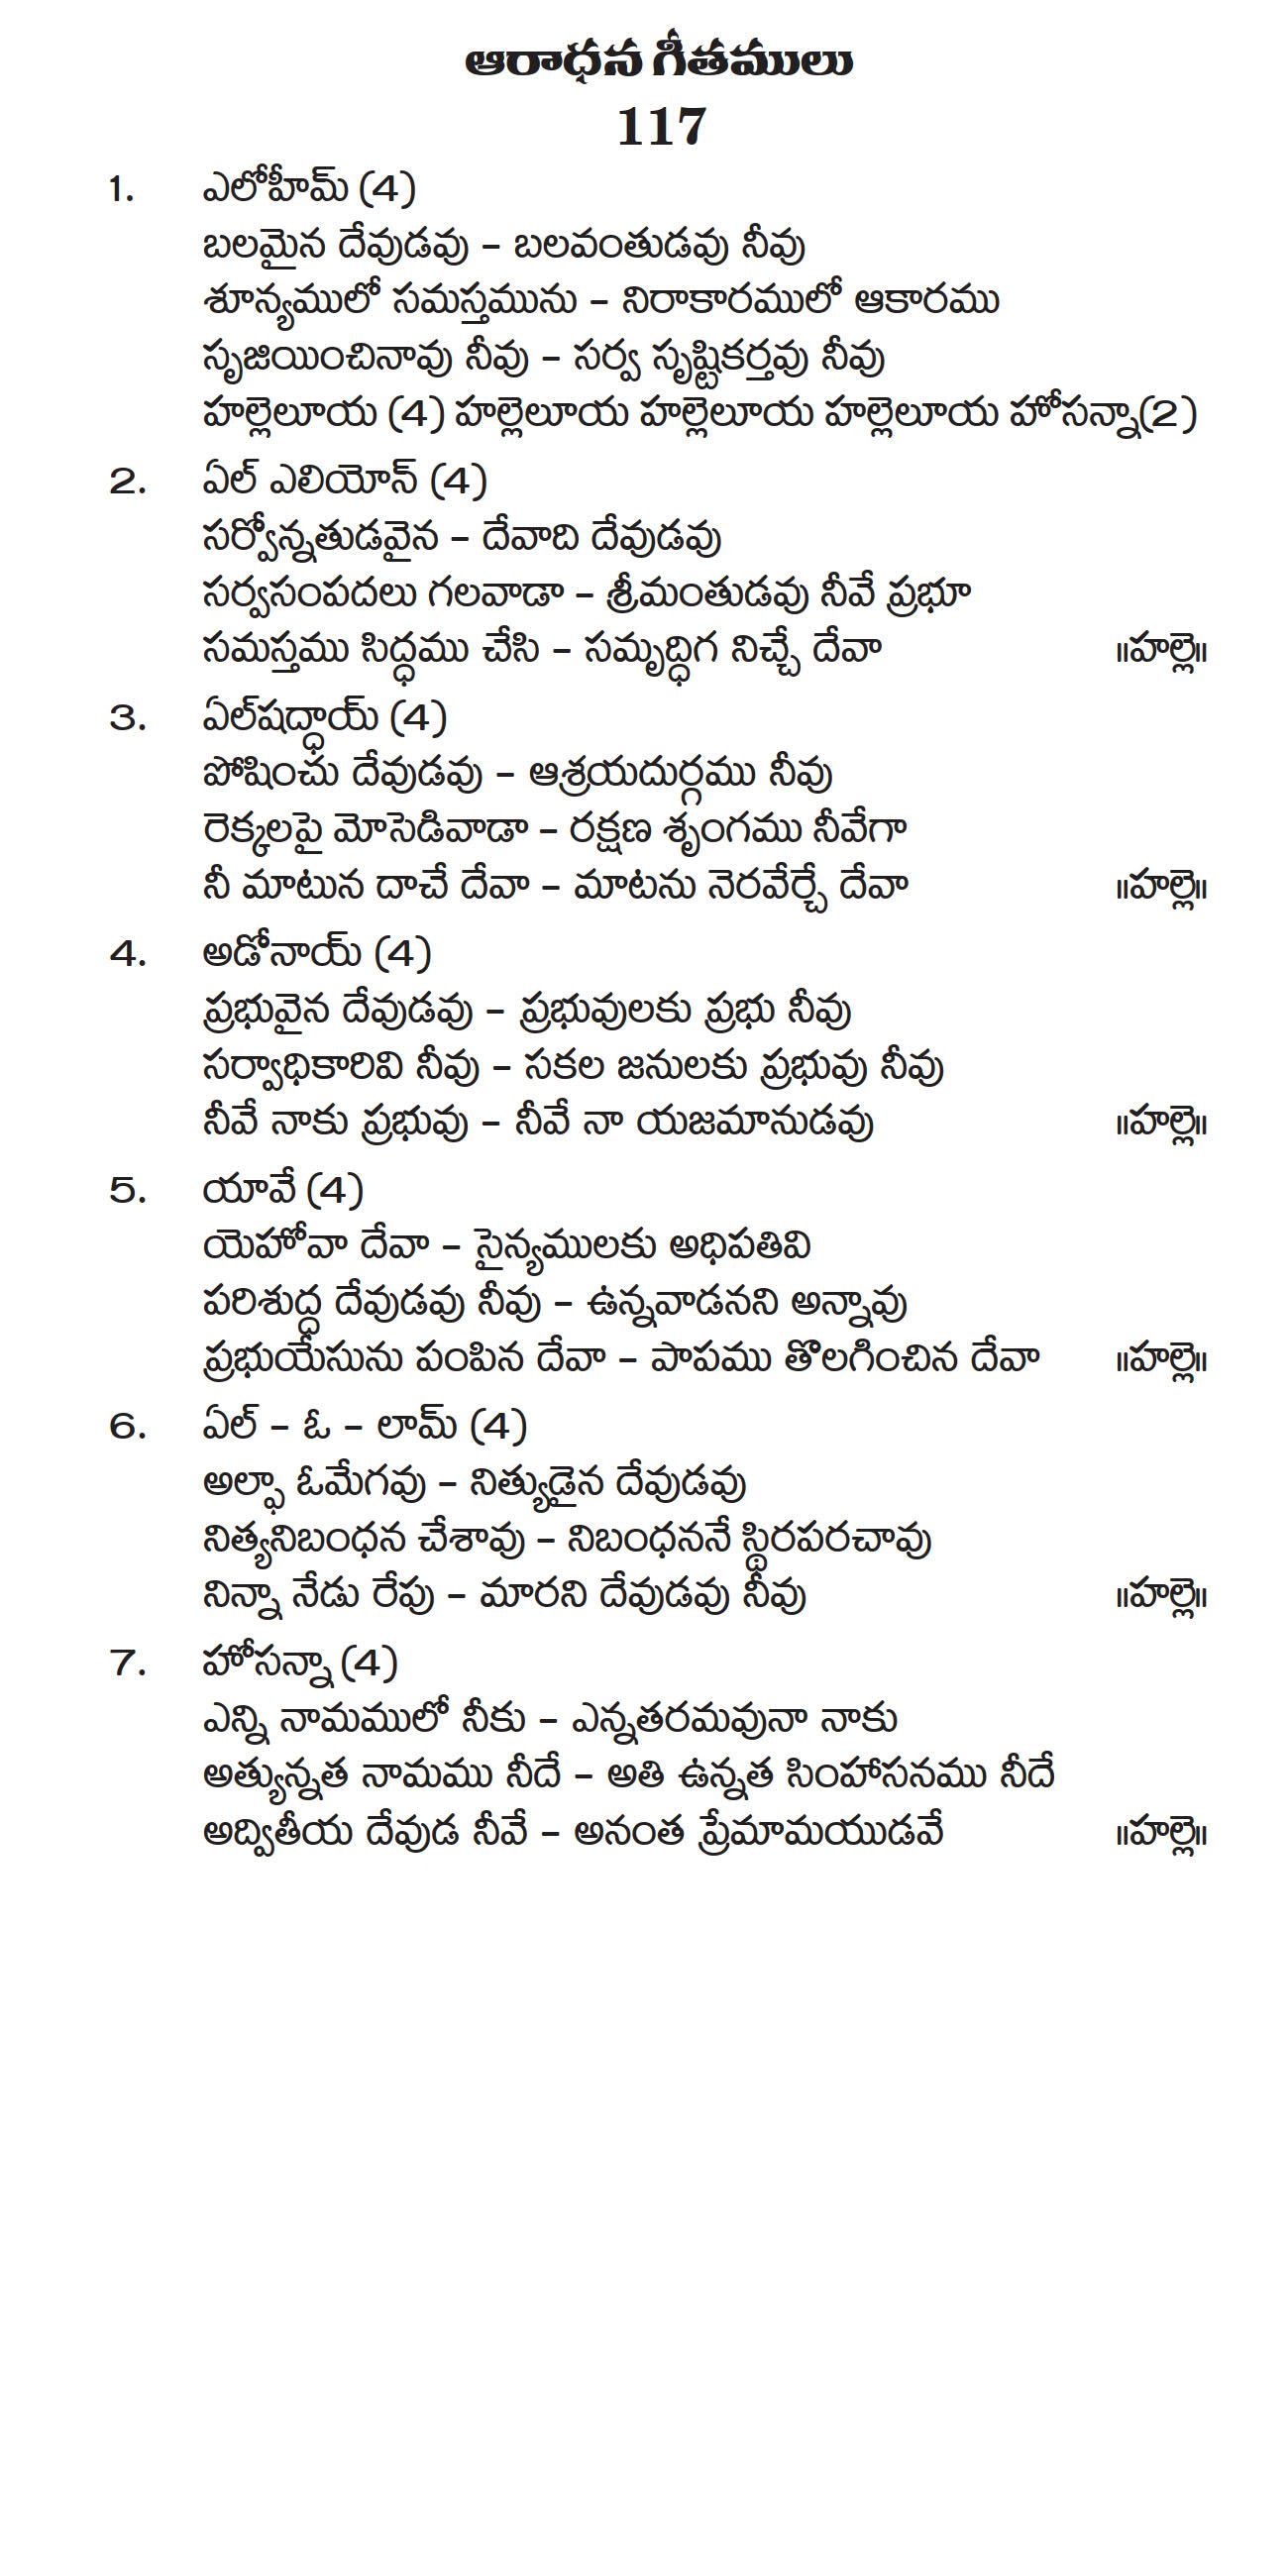 ఆరాధన గీతములు
117
1. ఎలోహీమ్ (4)
బలమైన దేవుడవు – బలవంతుడవు నీవు
శూన్యములో సమస్తమును – నిరాకారములో ఆకారము
సృజియించినావు నీవు – సర్వ సృష్టికర్తవు నీవు
హల్లెలూయ (4) హల్లెలూయ హల్లెలూయ హల్లెలూయ హోసన్నా(2)
2. ఏల్ ఎలియోన్ (4)
సర్వోన్నతుడవైన – దేవాది దేవుడవు
సర్వసంపదలు గలవాడా – శ్రీమంతుడవు నీవే ప్రభూ
సమస్తము సిద్ధము చేసి – సమృద్ధిగ నిచ్చే దేవా ॥హల్లె॥
3. ఏల్‌షద్ధాయ్ (4)
పోషించు దేవుడవు – ఆశ్రయదుర్గము నీవు
రెక్కలపై మోసెడివాడా – రక్షణ శృంగము నీవేగా
నీ మాటున దాచే దేవా – మాటను నెరవేర్చే దేవా ॥హల్లె॥
4. అడోనాయ్ (4)
ప్రభువైన దేవుడవు – ప్రభువులకు ప్రభు నీవు
సర్వాధికారివి నీవు – సకల జనులకు ప్రభువు నీవు
నీవే నాకు ప్రభువు – నీవే నా యజమానుడవు ॥హల్లె॥
5. యావే (4)
యెహోవా దేవా – సైన్యములకు అధిపతివి
పరిశుద్ధ దేవుడవు నీవు – ఉన్నవాడనని అన్నావు
ప్రభుయేసును పంపిన దేవా – పాపము తొలగించిన దేవా ॥హల్లె॥
6. ఏల్ – ఓ – లామ్ (4)
అల్ఫా ఓమేగవు – నిత్యుడైన దేవుడవు
నిత్యనిబంధన చేశావు – నిబంధననే స్థిరపరచావు
నిన్నా నేడు రేపు – మారని దేవుడవు నీవు ॥హల్లె॥
7. హోసన్నా (4)
ఎన్ని నామములో నీకు – ఎన్నతరమవునా నాకు
అత్యున్నత నామము నీదే – అతి ఉన్నత సింహాసనము నీదే
అద్వితీయ దేవుడ నీవే – అనంత ప్రేమామయుడవే ॥హల్లె॥